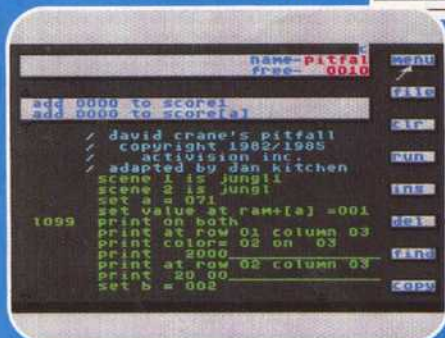 c
name-pitfal
free- 0010
menu
file
clr
run
ins
del
find
copy
add 0000 to score1
add 0000 to score[a]
/ david crane's pitfall
/ copyright 1982/1985
/ activision inc.
/ adapted by dan kitchen
scene 1 is jungl1
scene 2 is jungl
set a = 071
set value at ram+[a] =001
1099 print on both
print at row 01 column 03
print color= 02 on 03
print 2000
print at row 02 column 03
print 20 00
set b = 002